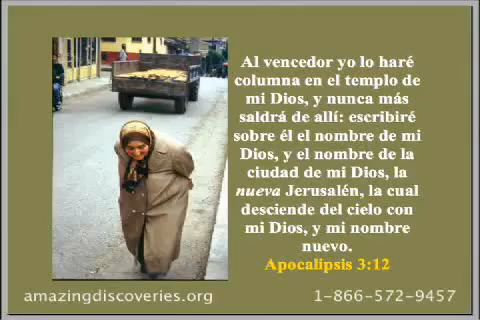 Al vencedor yo lo haré
columna en el templo de
mi Dios, y nunca más
saldrá de allí: escribiré
sobre él el nombre de mi
Dios, y el nombre de la
ciudad de mi Dios, la
nueva Jerusalén, la cual
desciende del cielo con
mi Dios, y mi nombre
nuevo.
Apocalipsis 3:12
amazingdiscoveries.org
1-866-572-9457